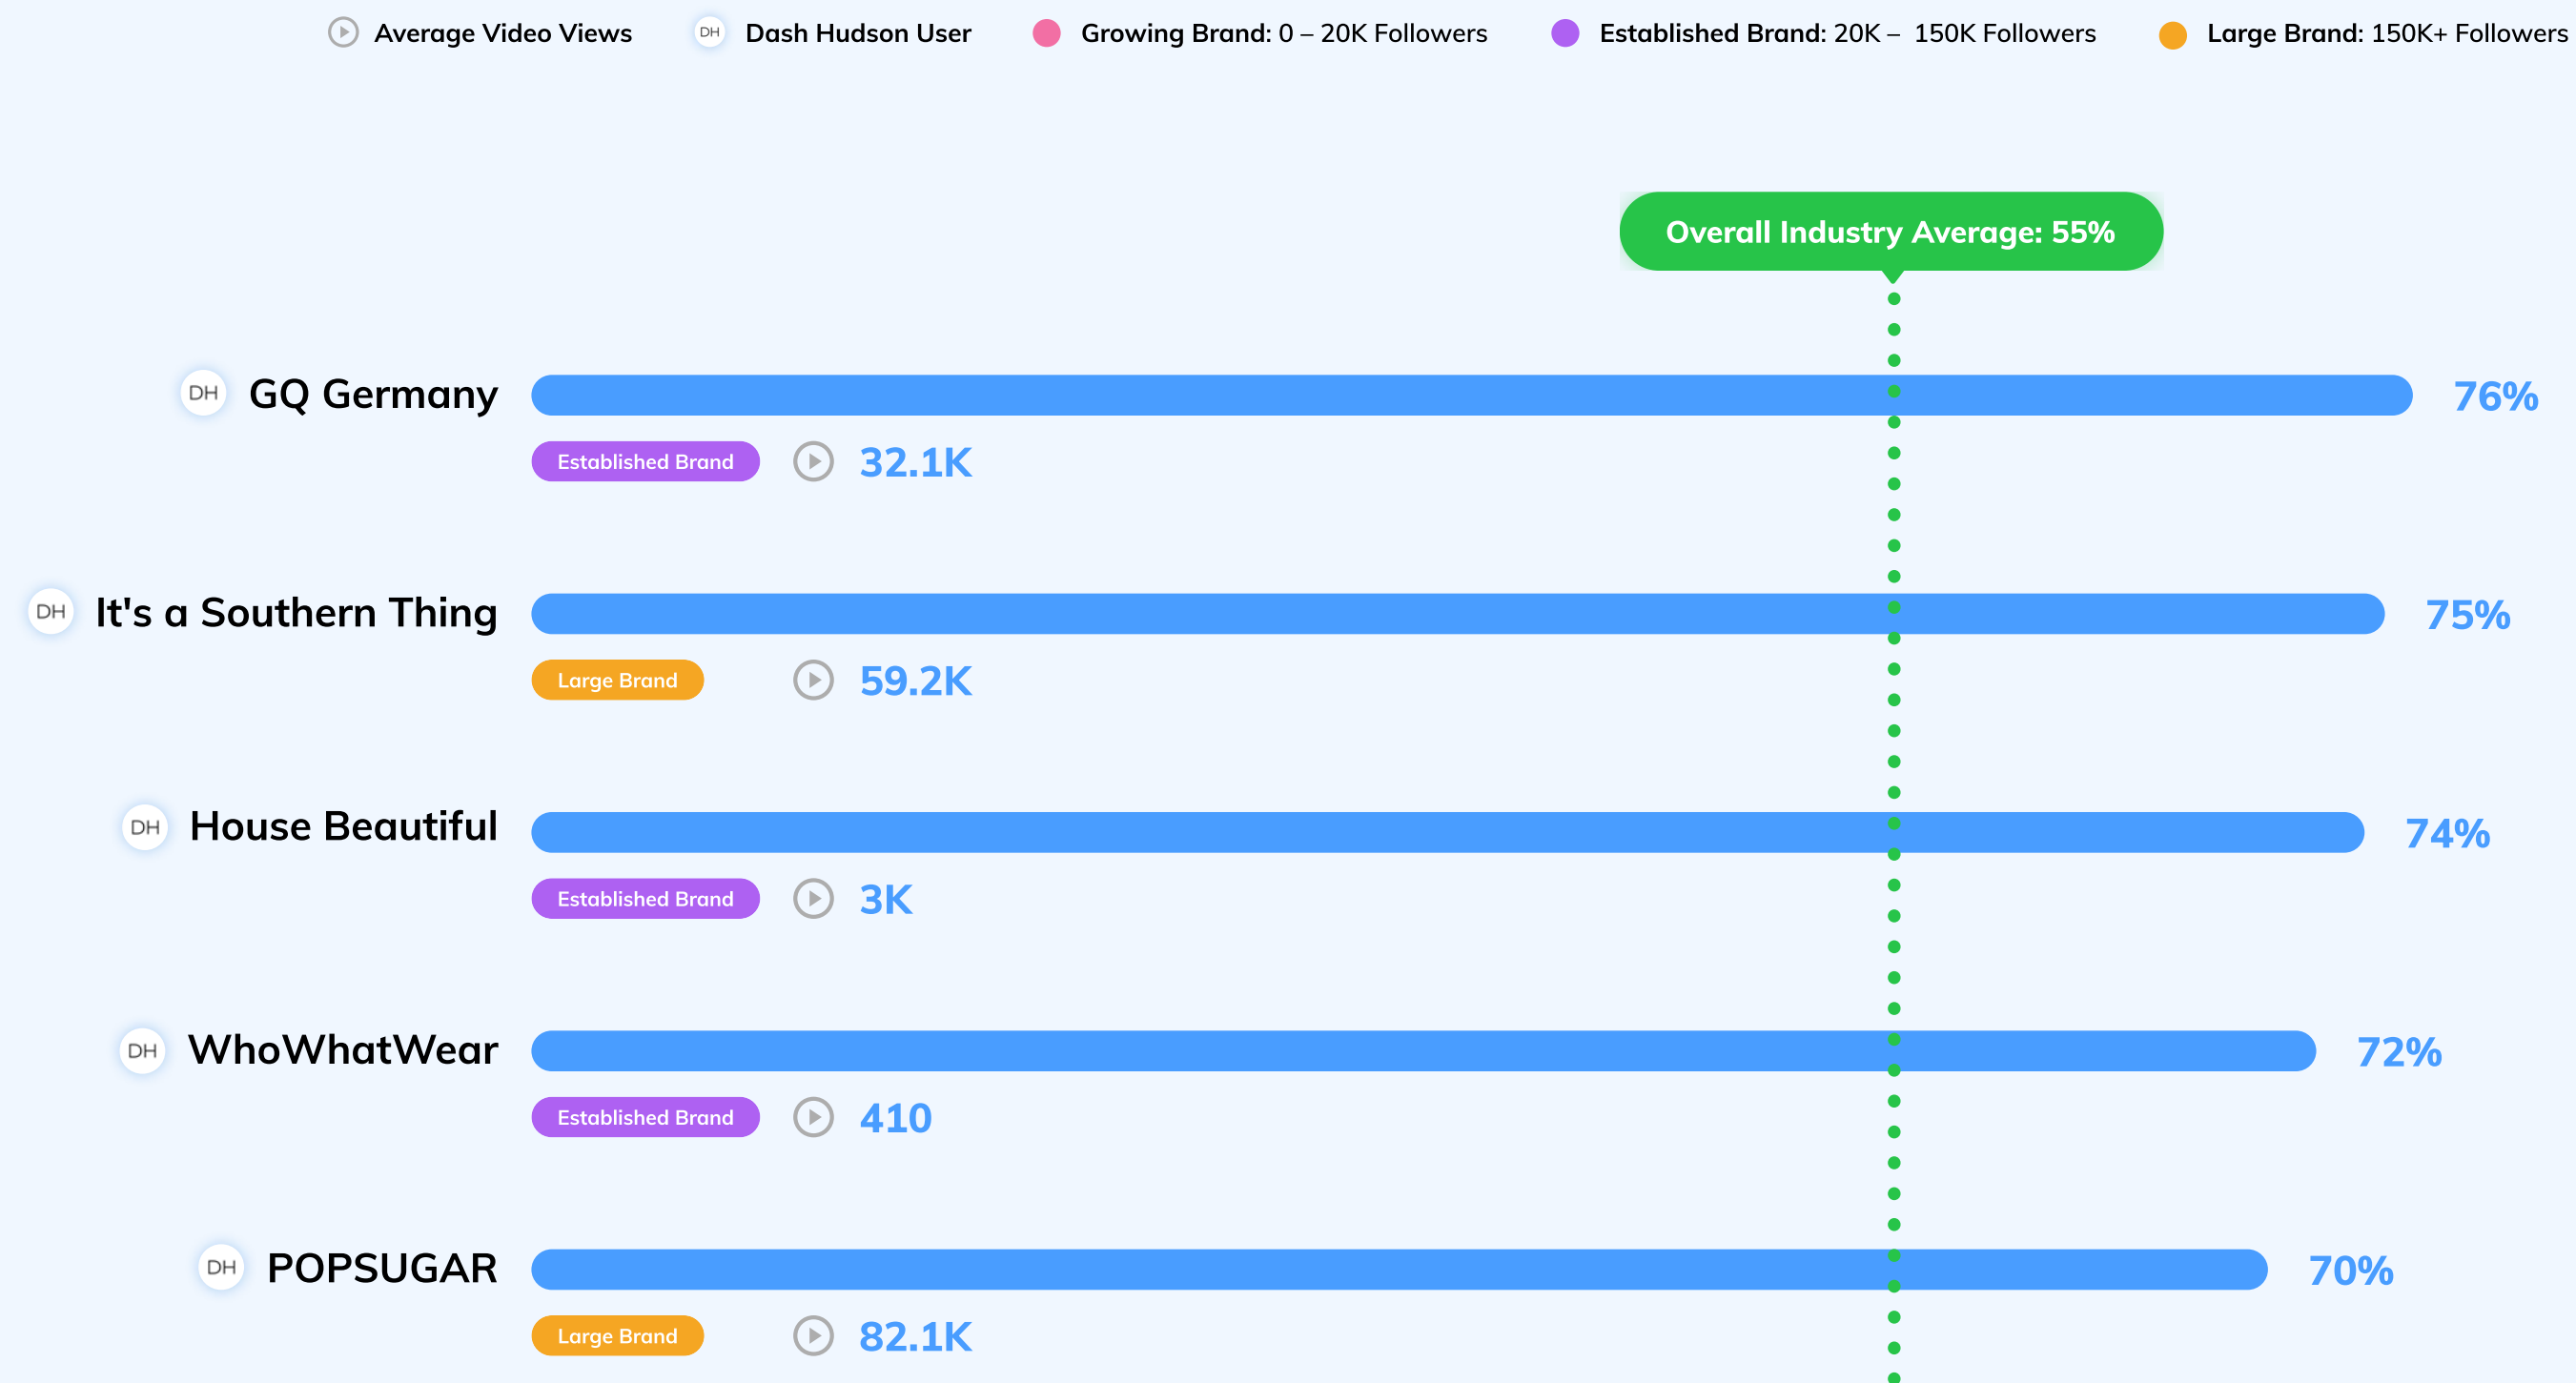 Average Video Views DH Dash Hudson User Growing Brand: 0 – 20K Followers Established Brand: 20K – 150K Followers Large Brand: 150K+ Followers
Overall Industry Average: 55%
DH GQ Germany 76%
Established Brand 32.1K
DH It's a Southern Thing 75%
Large Brand 59.2K
DH House Beautiful 74%
Established Brand 3K
DH WhoWhatWear 72%
Established Brand 410
DH POPSUGAR 70%
Large Brand 82.1K